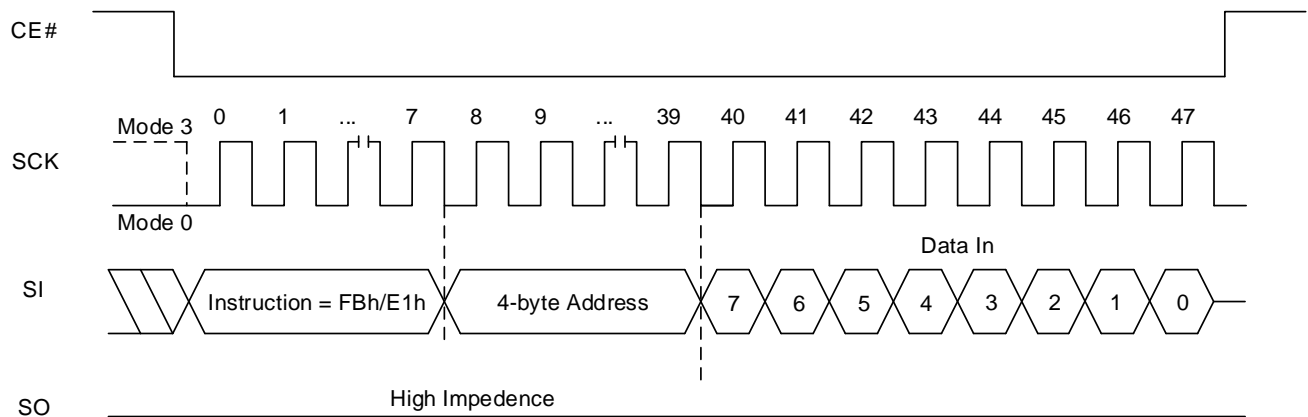 CE#
Mode 3 0 1 ... 7 8 9 ... 39 40 41 42 43 44 45 46 47
SCK
Mode 0
Data In
SI Instruction = FBh/E1h 4-byte Address 7 6 5 4 3 2 1 0
High Impedence
SO